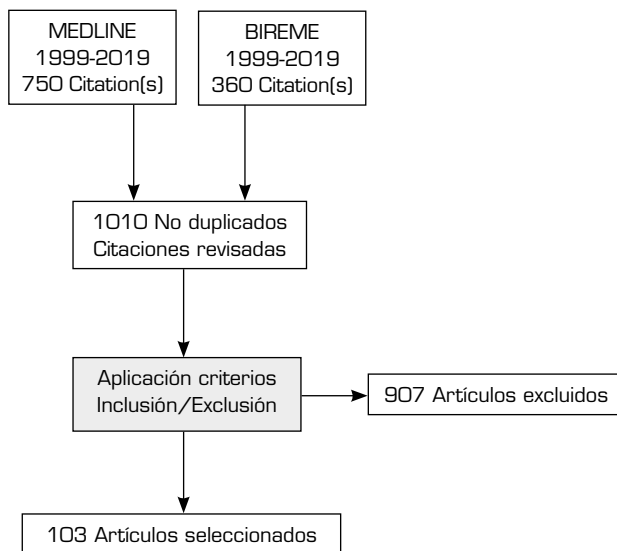 MEDLINE
1999-2019
750 Citation(s)
BIREME
1999-2019
360 Citation(s)
1010 No duplicados
Citaciones revisadas
Aplicación criterios
Inclusión/Exclusión
907 Artículos excluidos
103 Artículos seleccionados